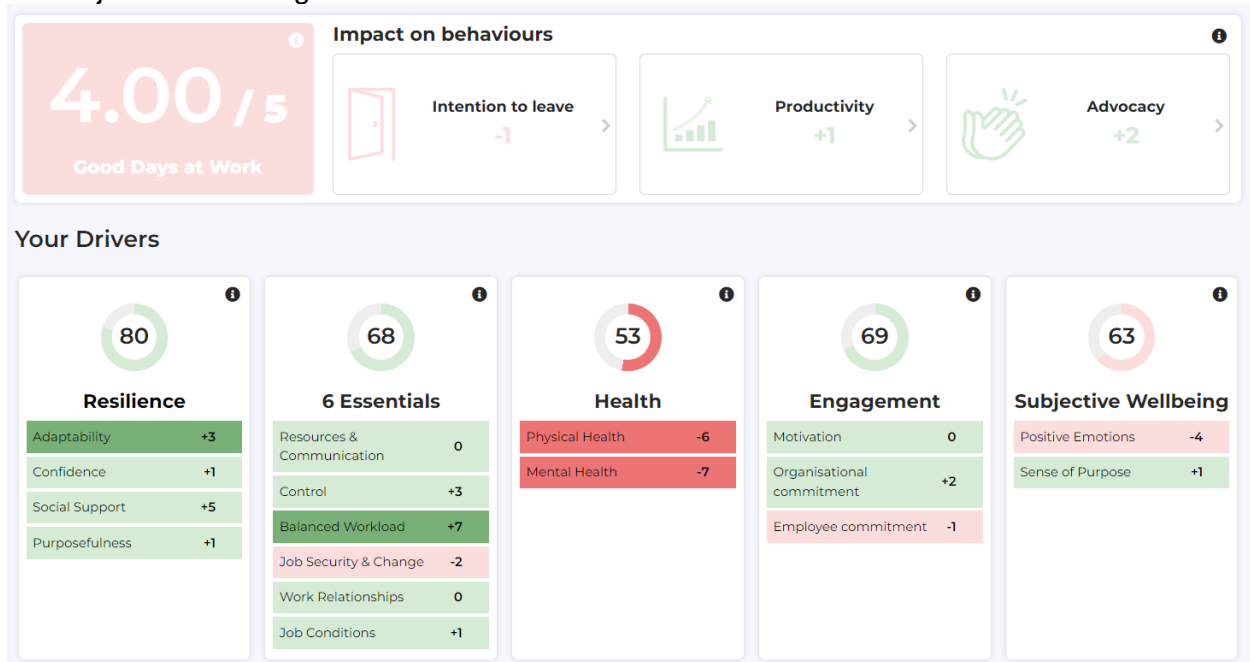 4.00 / 5
Good Days at Work
Impact on behaviours
Intention to leave
-1
Productivity
+1
Advocacy
+2
Your Drivers
80
Resilience
Adaptability +3
Confidence +1
Social Support +5
Purposefulness +1
68
6 Essentials
Resources &
Communication 0
Control +3
Balanced Workload +7
Job Security & Change -2
Work Relationships 0
Job Conditions +1
53
Health
Physical Health -6
Mental Health -7
69
Engagement
Motivation 0
Organisational
commitment +2
Employee commitment -1
63
Subjective Wellbeing
Positive Emotions -4
Sense of Purpose +1